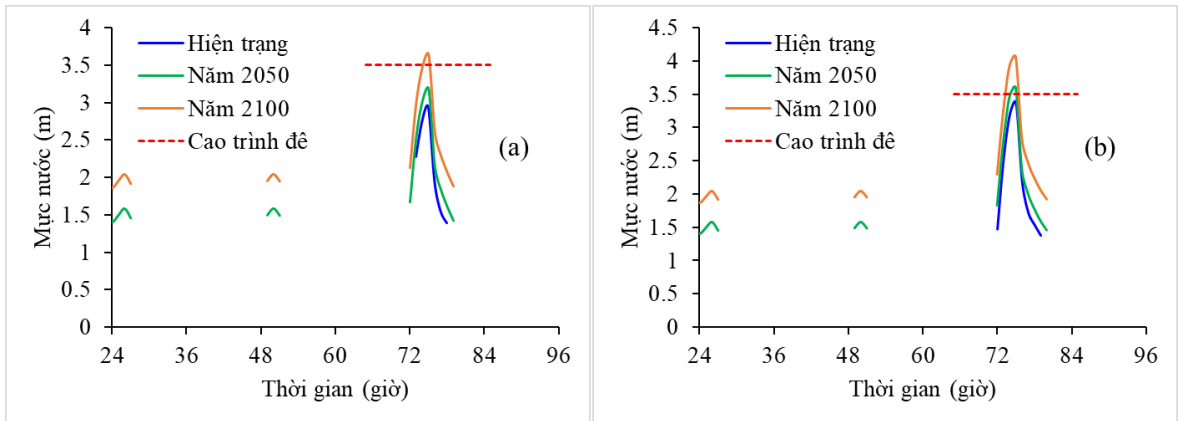 4
3.5
3
2.5
2
1.5
1
0.5
0
Mực nước (m)
Hiện trạng
Năm 2050
Năm 2100
Cao trình đê
(a)
24 36 48 60 72 84 96
Thời gian (giờ)
4.5
4
3.5
3
2.5
2
1.5
1
0.5
0
Mực nước (m)
Hiện trạng
Năm 2050
Năm 2100
Cao trình đê
(b)
24 36 48 60 72 84 96
Thời gian (giờ)